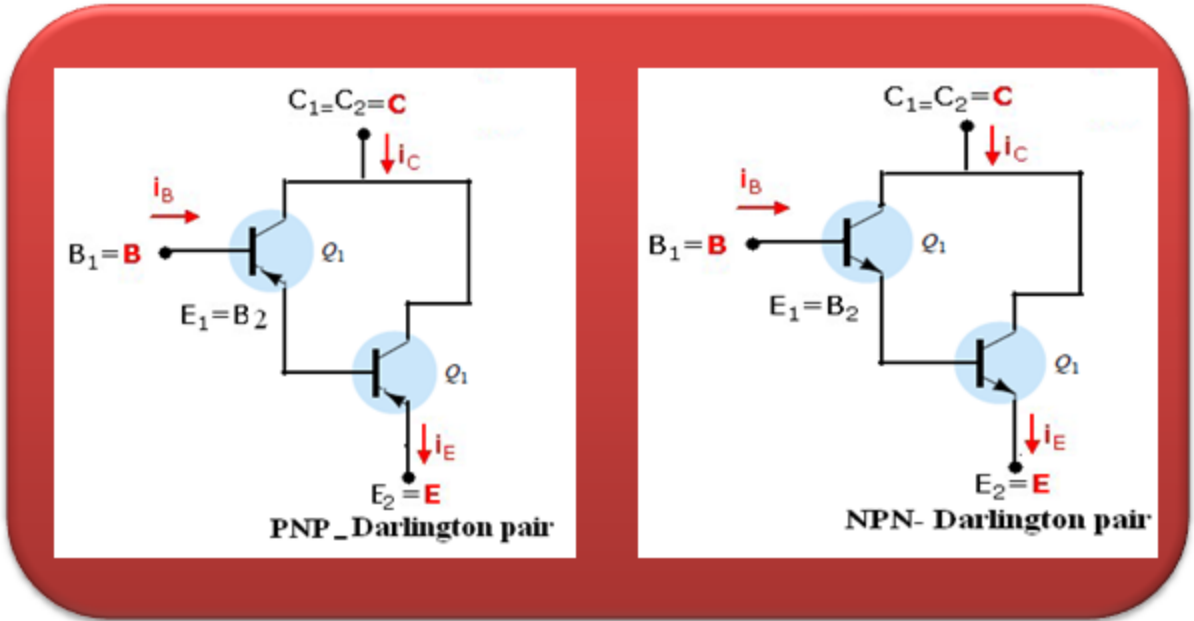 C₁=C₂=C
iC
iB
B₁=B
Q₁
E₁=B₂
Q₁
iE
E₂=E
PNP_Darlington pair
C₁=C₂=C
iC
iB
B₁=B
Q₁
E₁=B₂
Q₁
iE
E₂=E
NPN- Darlington pair